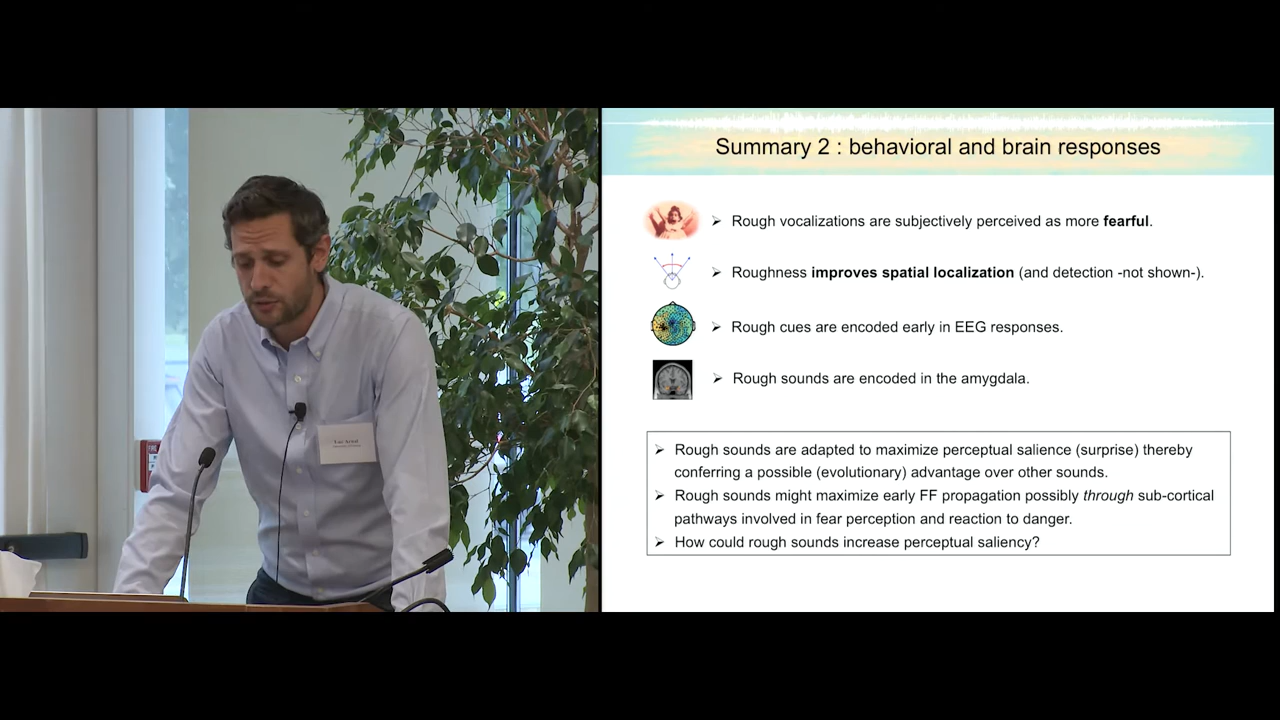 Summary 2 : behavioral and brain responses
Rough vocalizations are subjectively perceived as more fearful.
Roughness improves spatial localization (and detection -not shown-).
Rough cues are encoded early in EEG responses.
Rough sounds are encoded in the amygdala.
Rough sounds are adapted to maximize perceptual salience (surprise) thereby
conferring a possible (evolutionary) advantage over other sounds.
Rough sounds might maximize early FF propagation possibly through sub-cortical
pathways involved in fear perception and reaction to danger.
How could rough sounds increase perceptual saliency?
Luc Arnal